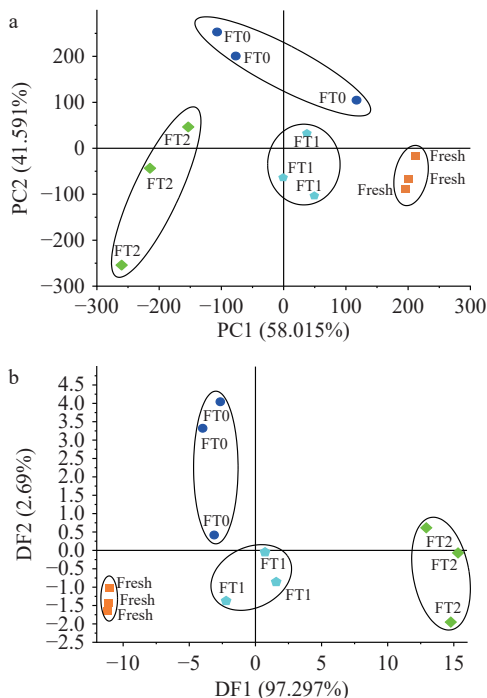 a
200
100
0
−100
−200
−300
PC2 (41.591%)
FT0
FT0
FT0
FT2
FT2
FT2
FT1
FT1
FT1
Fresh
Fresh
Fresh
−300
−200
−100
0
100
200
300
PC1 (58.015%)
b
4.5
4.0
3.5
3.0
2.5
2.0
1.5
1.0
0.5
0.0
−0.5
−1.0
−1.5
−2.0
2.5
DF2 (2.69%)
FT0
FT0
FT0
FT1
FT1
FT1
FT2
FT2
FT2
Fresh
Fresh
Fresh
−10
−5
0
5
10
15
DF1 (97.297%)